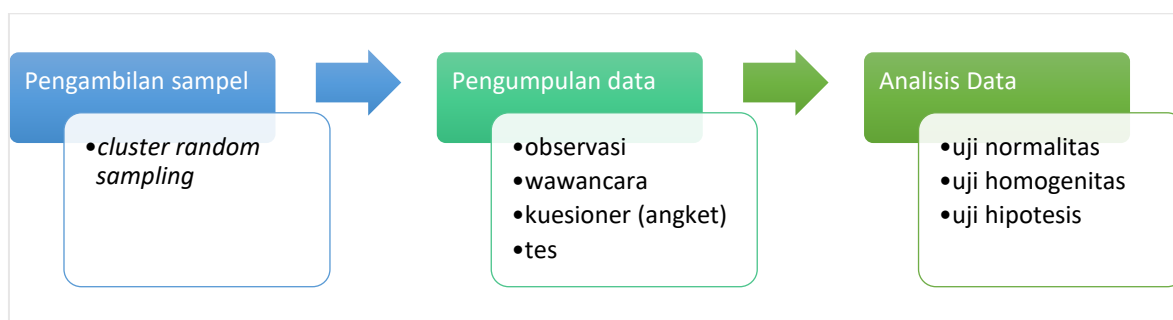 Pengambilan sampel
•cluster random
sampling
Pengumpulan data
•observasi
•wawancara
•kuesioner (angket)
•tes
Analisis Data
•uji normalitas
•uji homogenitas
•uji hipotesis